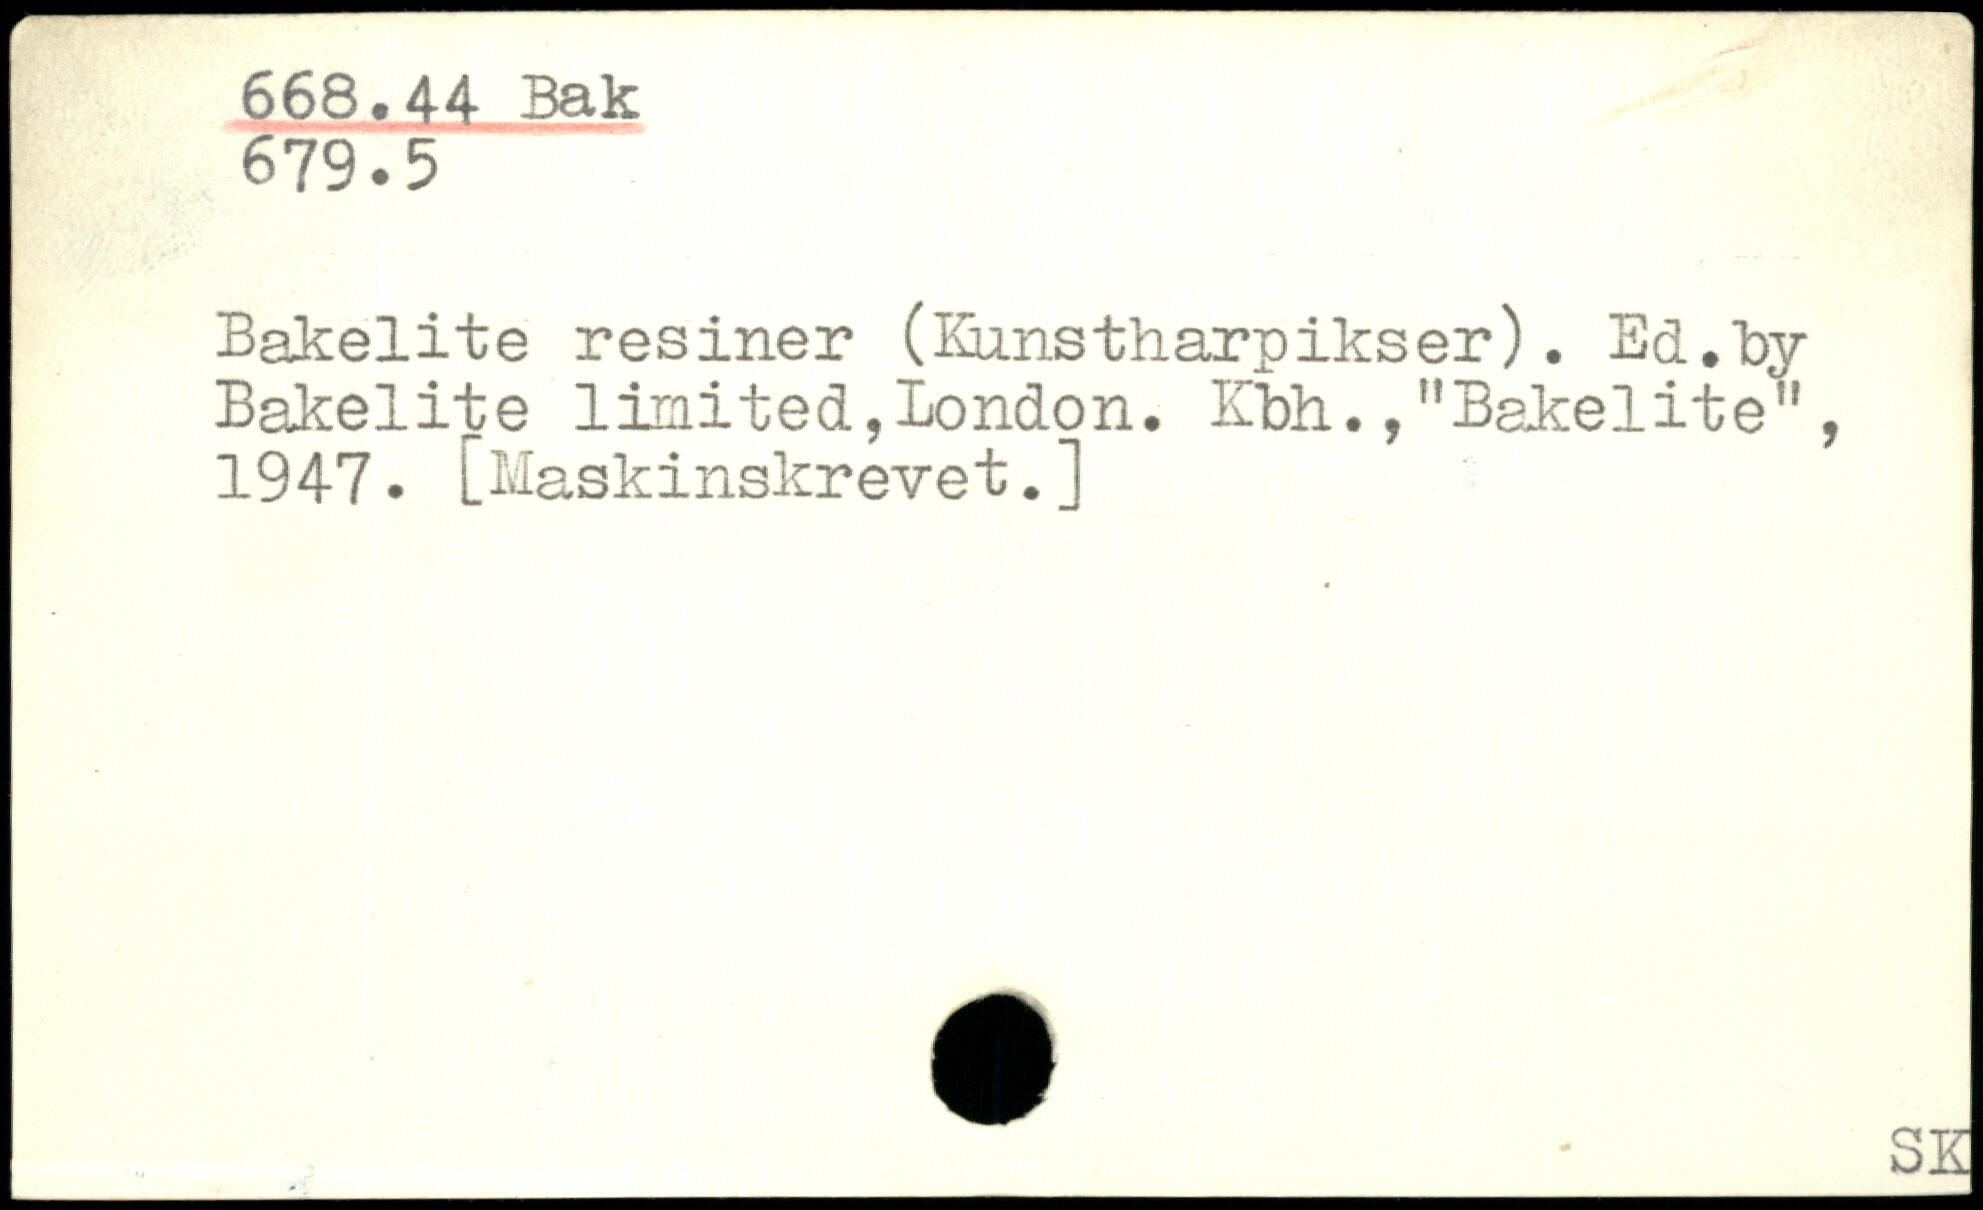 668.44 Bak
679.5
Bakelite resiner (Kunstharpikser). Ed.by
Bakelite limited,London. Kbh.,"Bakelite",
1947. [Maskinskrevet.]
SK